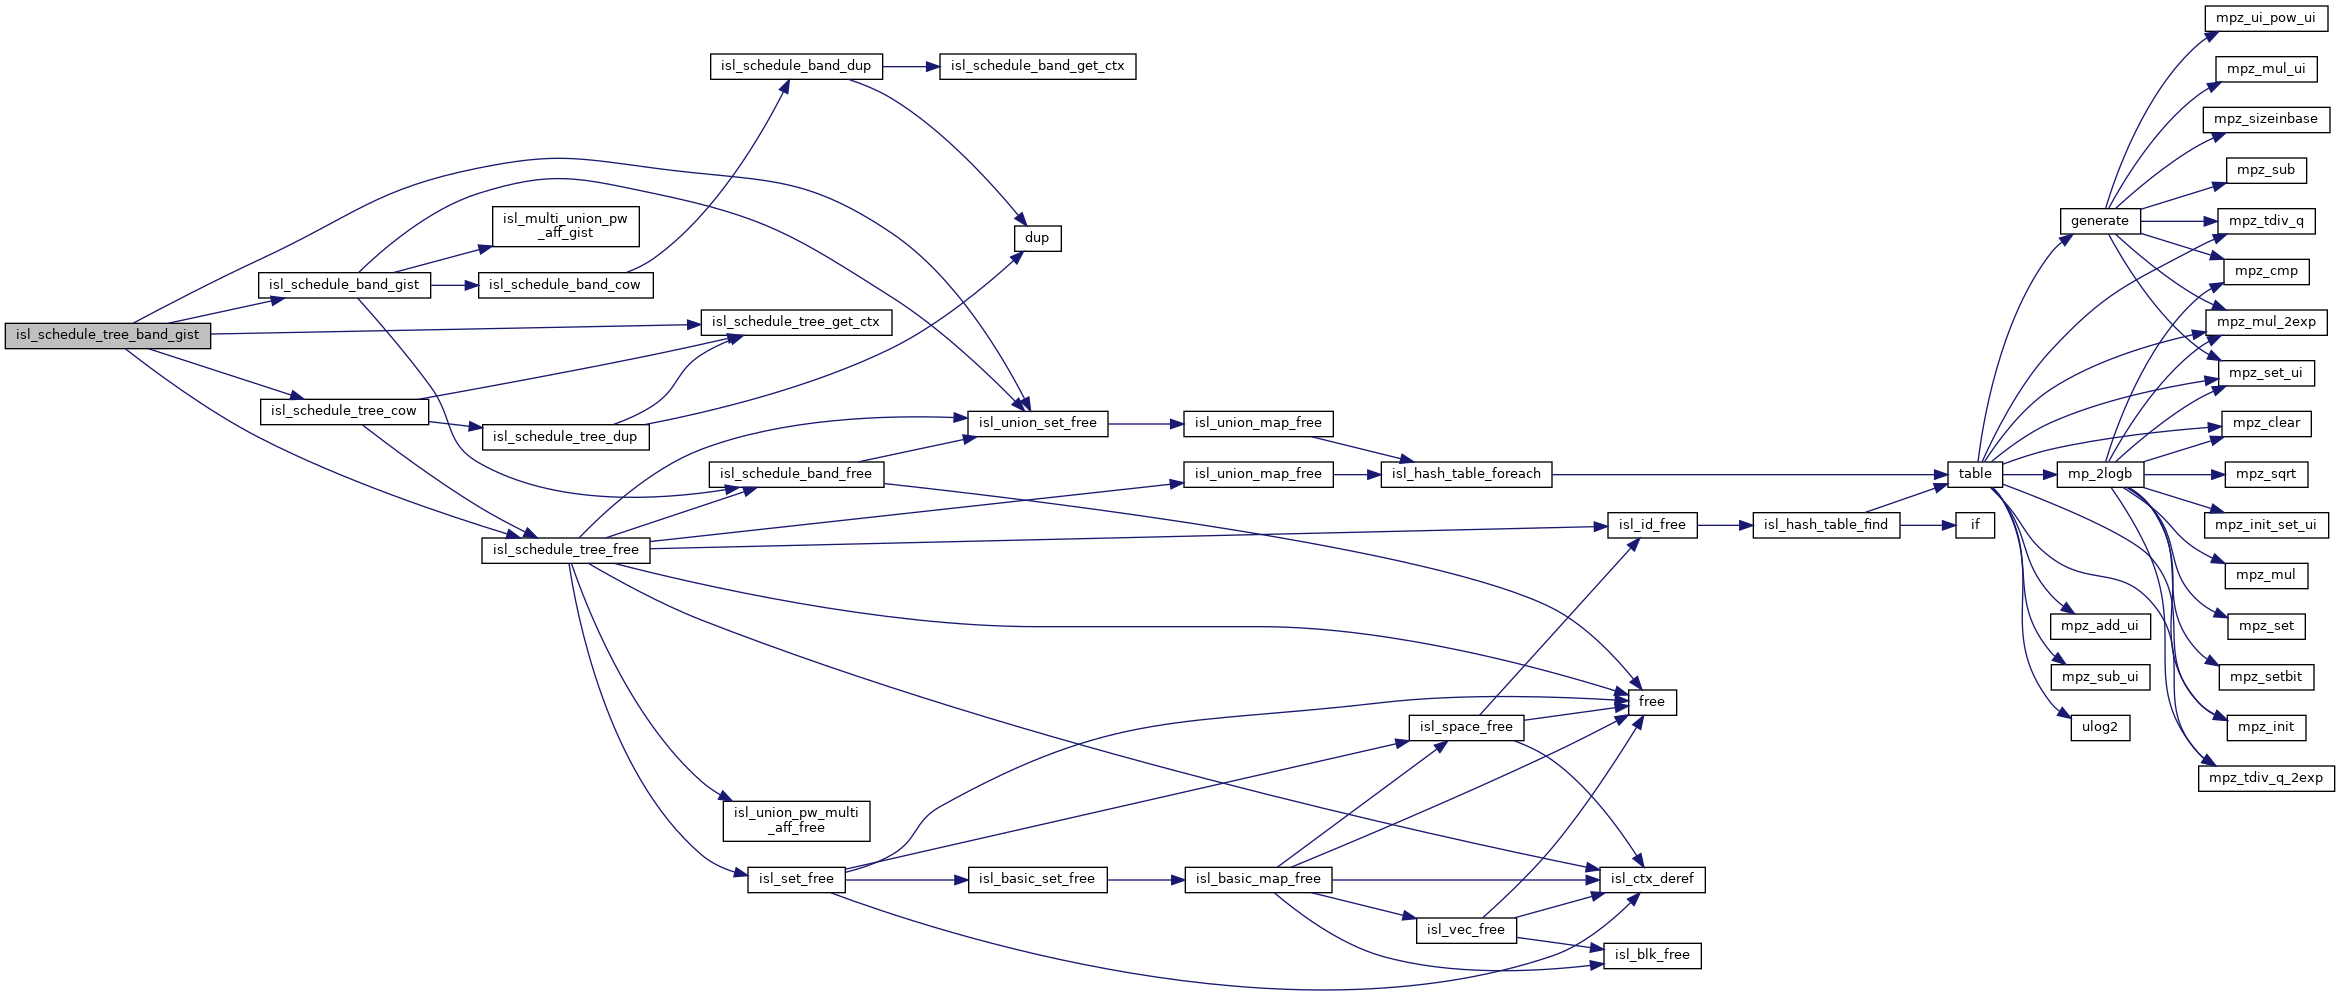 isl_schedule_tree_band_gist
isl_schedule_band_gist
isl_schedule_tree_cow
isl_multi_union_pw
_aff_gist
isl_schedule_band_cow
isl_schedule_tree_dup
isl_schedule_tree_free
isl_schedule_band_dup
isl_schedule_tree_get_ctx
isl_schedule_band_free
isl_union_pw_multi
_aff_free
isl_set_free
isl_schedule_band_get_ctx
dup
isl_union_set_free
isl_basic_set_free
isl_union_map_free
isl_union_map_free
isl_basic_map_free
isl_hash_table_foreach
isl_space_free
isl_vec_free
isl_id_free
free
isl_ctx_deref
isl_blk_free
isl_hash_table_find
table
if
generate
mp_2logb
mpz_add_ui
mpz_sub_ui
ulog2
mpz_ui_pow_ui
mpz_mul_ui
mpz_sizeinbase
mpz_sub
mpz_tdiv_q
mpz_cmp
mpz_mul_2exp
mpz_set_ui
mpz_clear
mpz_sqrt
mpz_init_set_ui
mpz_mul
mpz_set
mpz_setbit
mpz_init
mpz_tdiv_q_2exp